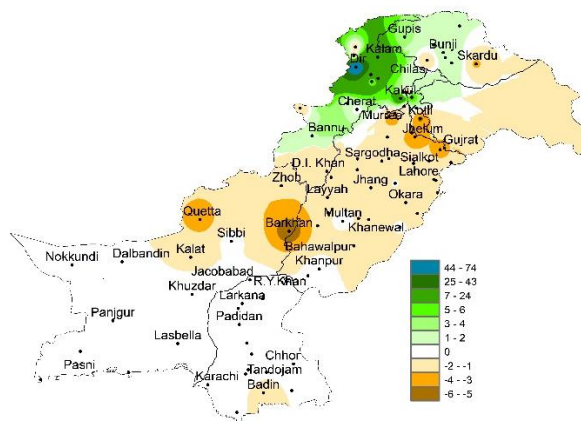 Gupis
Bunji
Kalam
Dir
Skardu
Chilas
Kakul
Cherat
Kotli
Bannu
Jhelum
Gujrat
Sargodha
Sialkot
D.I. Khan
Lahore
Zhob
Jhang
Layyah
Okara
Quetta
Multan
Barkhan
Khanewal
Sibbi
Bahawalpur
Kalat
Nokkundi
Dalbandin
Khanpur
Jacobabad
R.Y.Khan
Khuzdar
Larkana
Panjgur
Padidan
Lasbella
Pasni
Chhor
Tandojam
Karachi
Badin
44 - 74
25 - 43
7 - 24
5 - 6
3 - 4
1 - 2
0
-2 - -1
-4 - -3
-6 - -5